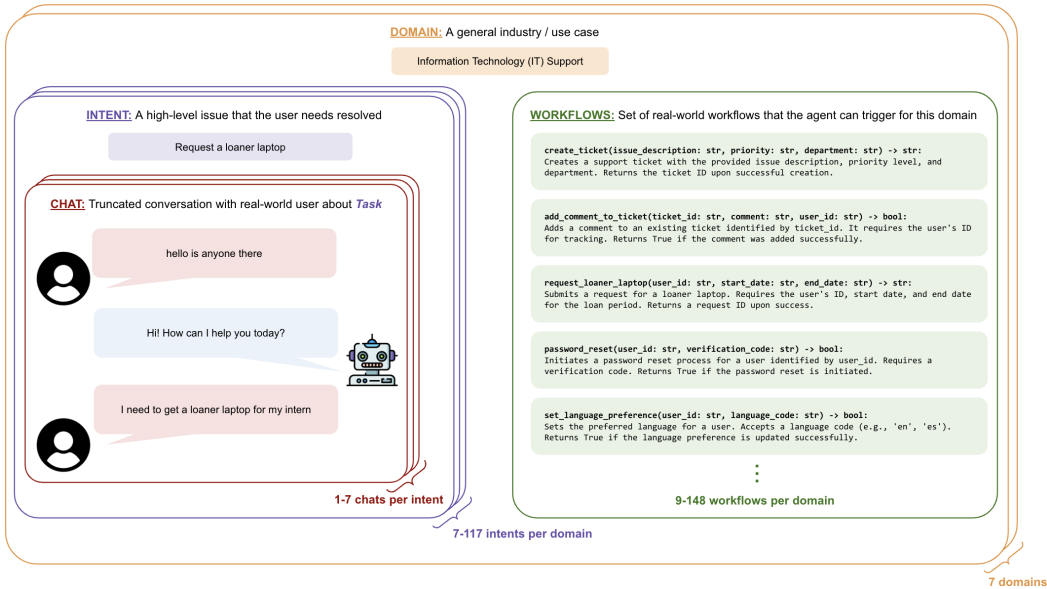 DOMAIN: A general industry / use case
Information Technology (IT) Support
INTENT: A high-level issue that the user needs resolved
Request a loaner laptop
CHAT: Truncated conversation with real-world user about Task
hello is anyone there
Hi! How can I help you today?
I need to get a loaner laptop for my intern
1-7 chats per intent
7-117 intents per domain
WORKFLOWS: Set of real-world workflows that the agent can trigger for this domain
create_ticket(issue_description: str, priority: str, department: str) -> str:
Creates a support ticket with the provided issue description, priority level, and
department. Returns the ticket ID upon successful creation.
add_comment_to_ticket(ticket_id: str, comment: str, user_id: str) -> bool:
Adds a comment to an existing ticket identified by ticket_id. It requires the user's ID
for tracking. Returns True if the comment was added successfully.
request_loaner_laptop(user_id: str, start_date: str, end_date: str) -> str:
Submits a request for a loaner laptop. Requires the user's ID, start date, and end date
for the loan period. Returns a request ID upon success.
password_reset(user_id: str, verification_code: str) -> bool:
Initiates a password reset process for a user identified by user_id. Requires a
verification code. Returns True if the password reset is initiated.
set_language_preference(user_id: str, language_code: str) -> bool:
Sets the preferred language for a user. Accepts a language code (e.g., 'en', 'es').
Returns True if the language preference is updated successfully.
9-148 workflows per domain
7 domains